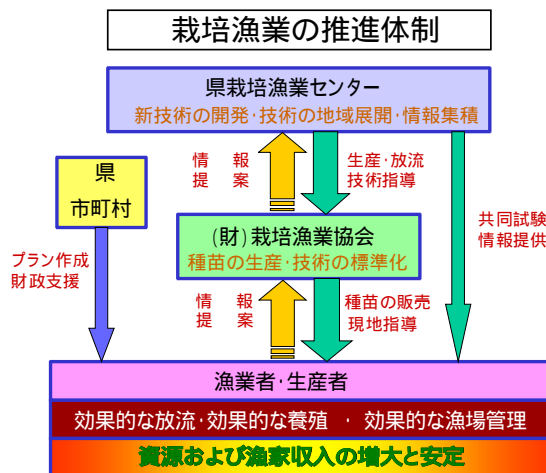 栽培漁業の推進体制
県栽培漁業センター
新技術の開発･技術の地域展開･情報集積
情　報
提　案
生産･放流
技術指導
県
市町村
共同試験
情報提供
(財)栽培漁業協会
種苗の生産･技術の標準化
プラン作成
財政支援
情　報
提　案
種苗の販売
現地指導
漁業者･生産者
効果的な放流･効果的な養殖　･　効果的な漁場管理
資源および漁家収入の増大と安定